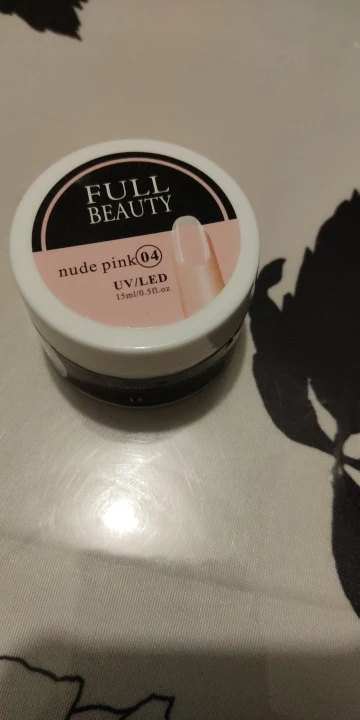 FULL
BEAUTY
nude pink 04
UV/LED
15ml/0.5fl.oz